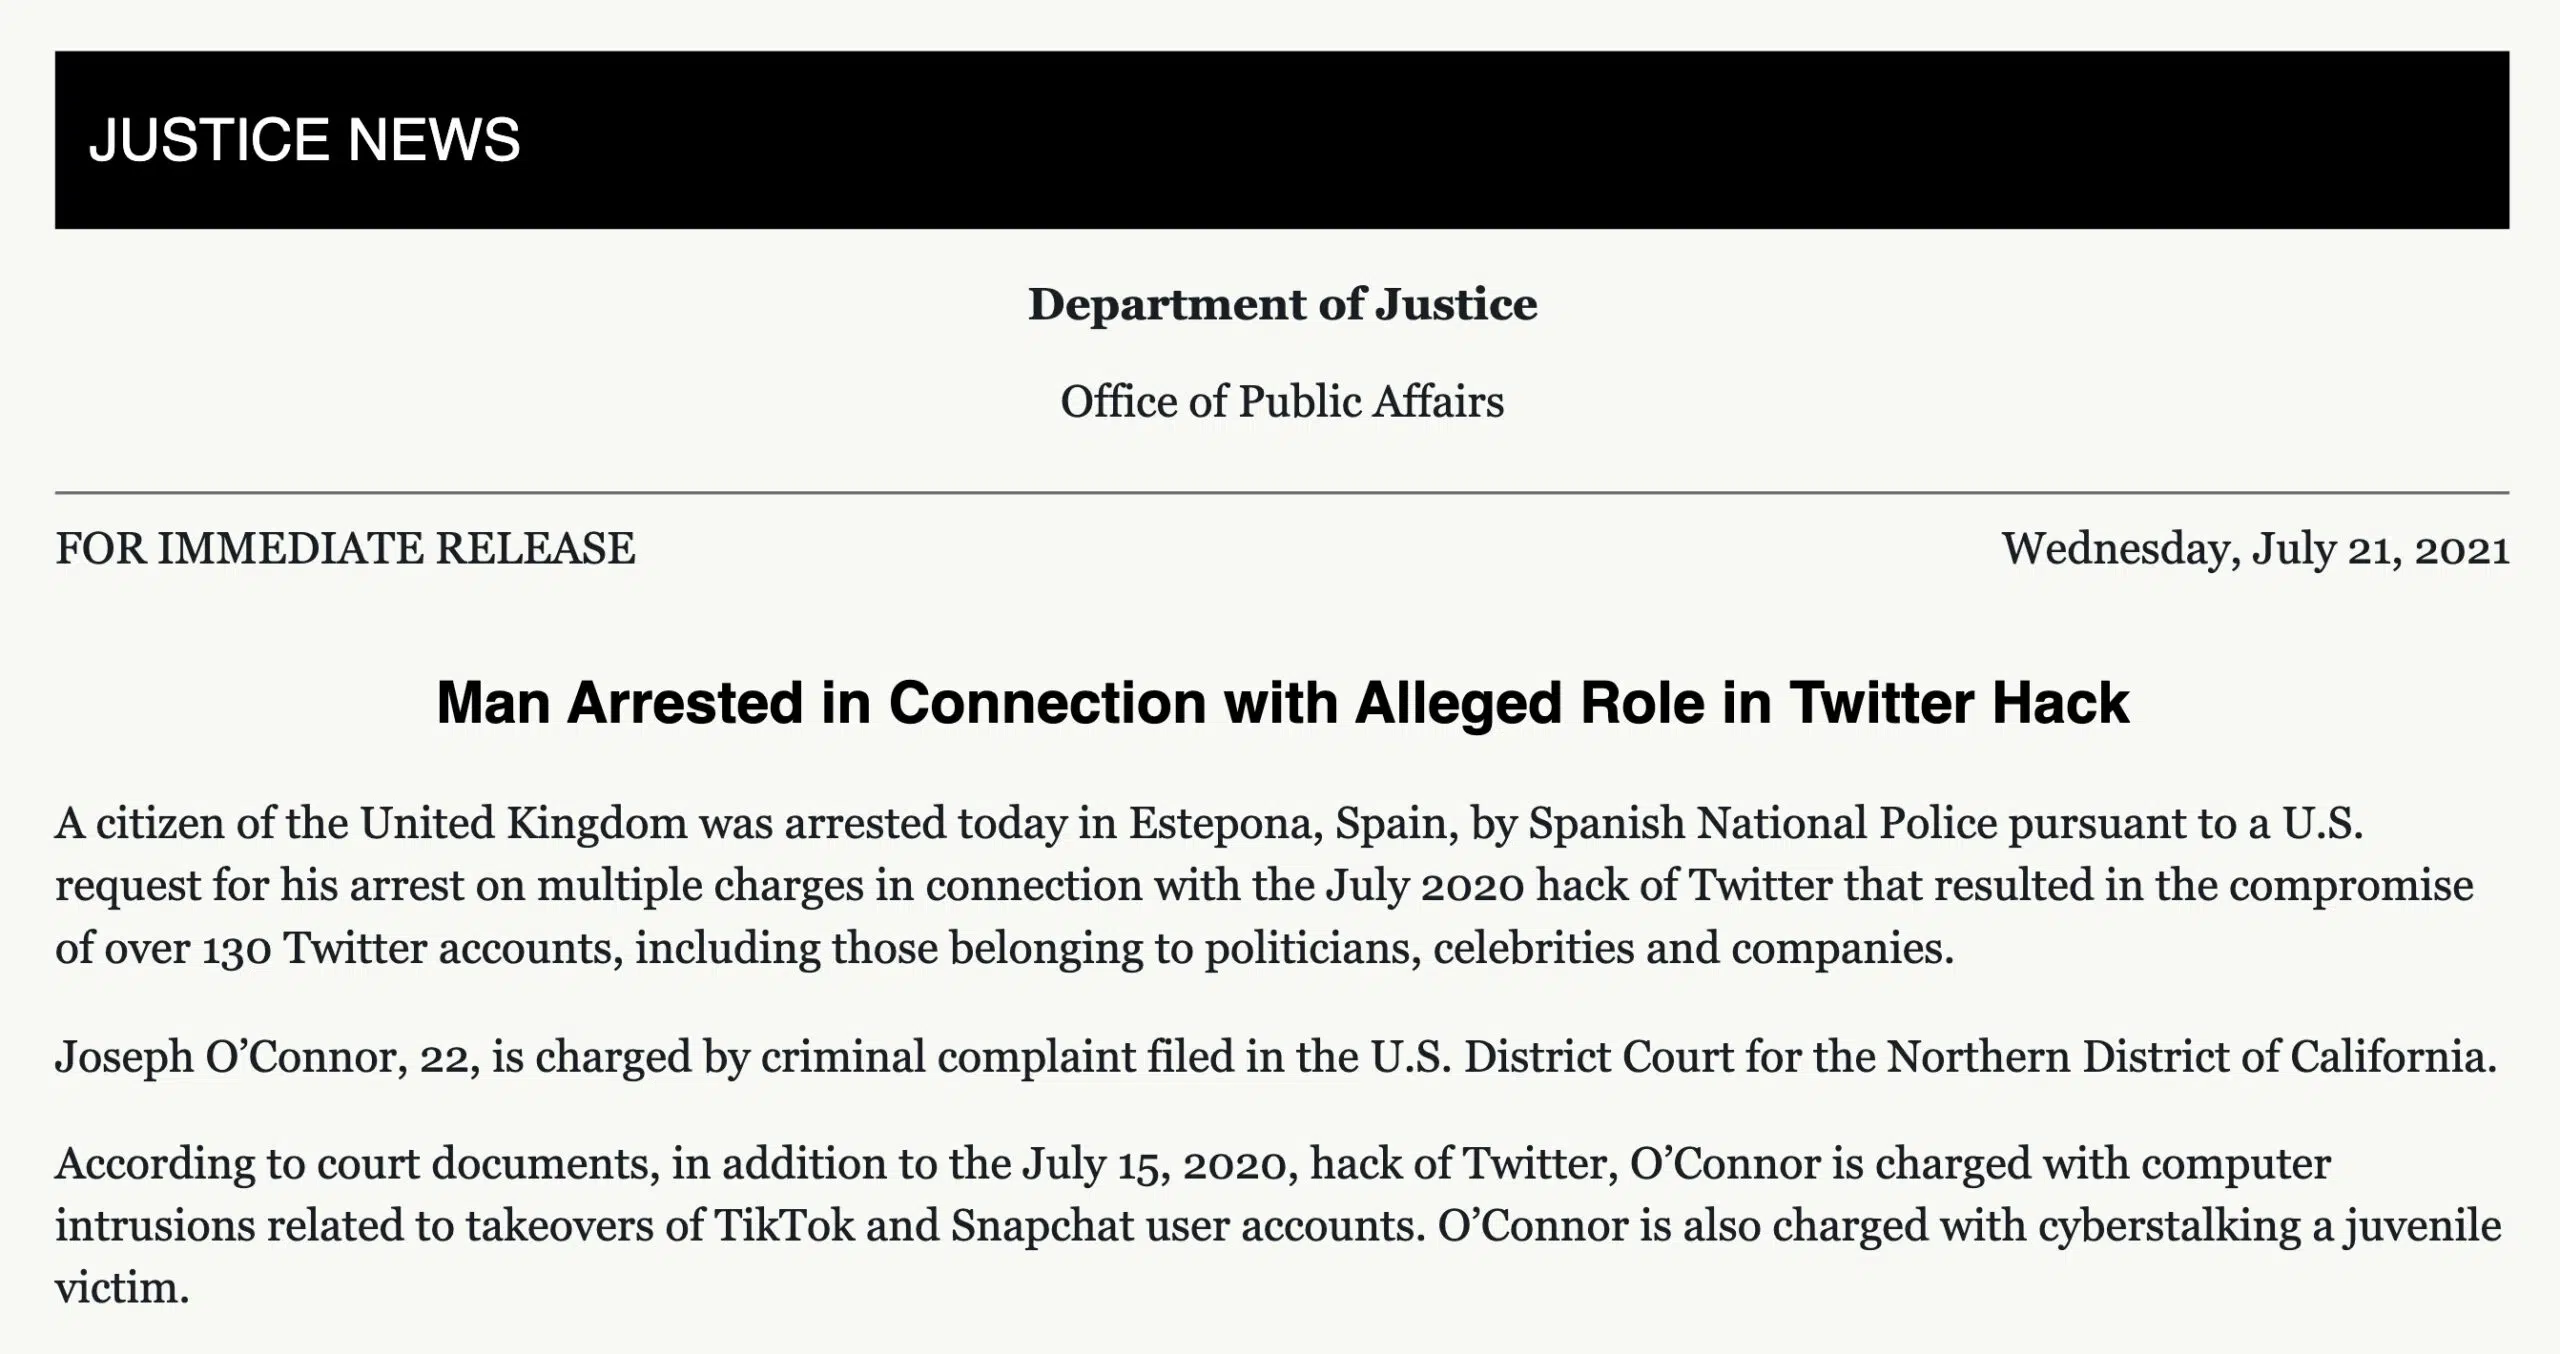 JUSTICE NEWS
Department of Justice
Office of Public Affairs
FOR IMMEDIATE RELEASE
Wednesday, July 21, 2021
Man Arrested in Connection with Alleged Role in Twitter Hack
A citizen of the United Kingdom was arrested today in Estepona, Spain, by Spanish National Police pursuant to a U.S.
request for his arrest on multiple charges in connection with the July 2020 hack of Twitter that resulted in the compromise
of over 130 Twitter accounts, including those belonging to politicians, celebrities and companies.
Joseph O’Connor, 22, is charged by criminal complaint filed in the U.S. District Court for the Northern District of California.
According to court documents, in addition to the July 15, 2020, hack of Twitter, O’Connor is charged with computer
intrusions related to takeovers of TikTok and Snapchat user accounts. O’Connor is also charged with cyberstalking a juvenile
victim.